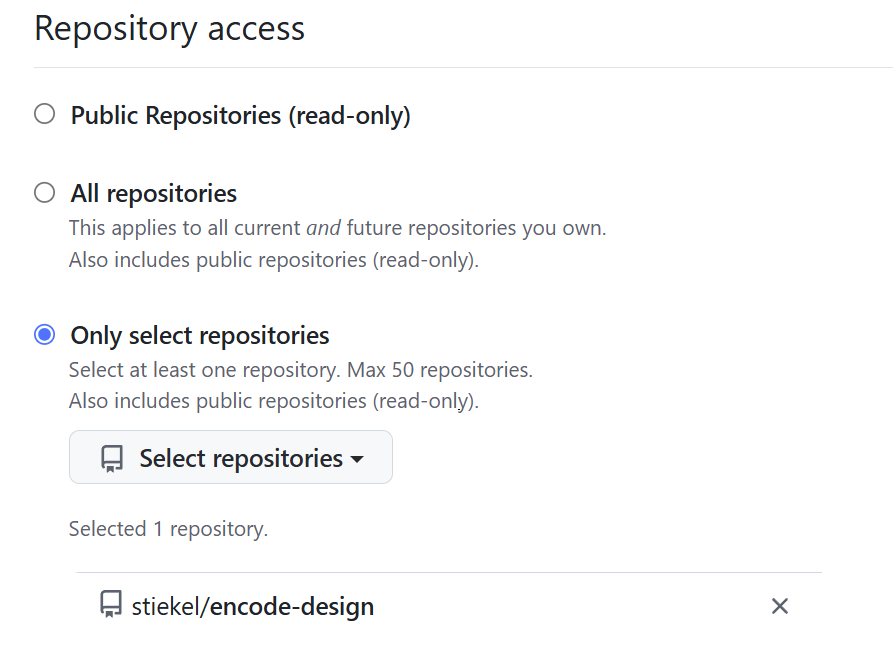 Repository access
Public Repositories (read-only)
All repositories
This applies to all current and future repositories you own.
Also includes public repositories (read-only).
Only select repositories
Select at least one repository. Max 50 repositories.
Also includes public repositories (read-only).
Select repositories
Selected 1 repository.
stiekel/encode-design